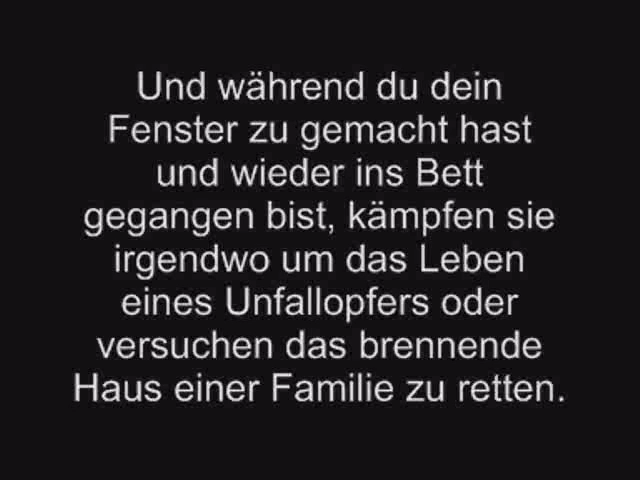 Und während du dein
Fenster zu gemacht hast
und wieder ins Bett
gegangen bist, kämpfen sie
irgendwo um das Leben
eines Unfallopfers oder
versuchen das brennende
Haus einer Familie zu retten.